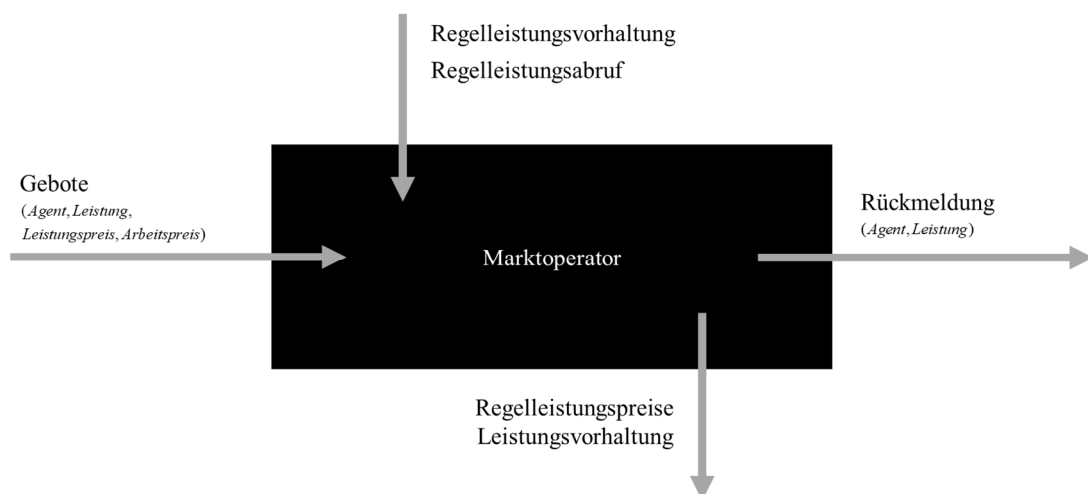 Regelleistungsvorhaltung
Regelleistungsabruf
Gebote
(Agent, Leistung,
Leistungspreis, Arbeitspreis)
Marktoperator
Rückmeldung
(Agent, Leistung)
Regelleistungspreise
Leistungsvorhaltung